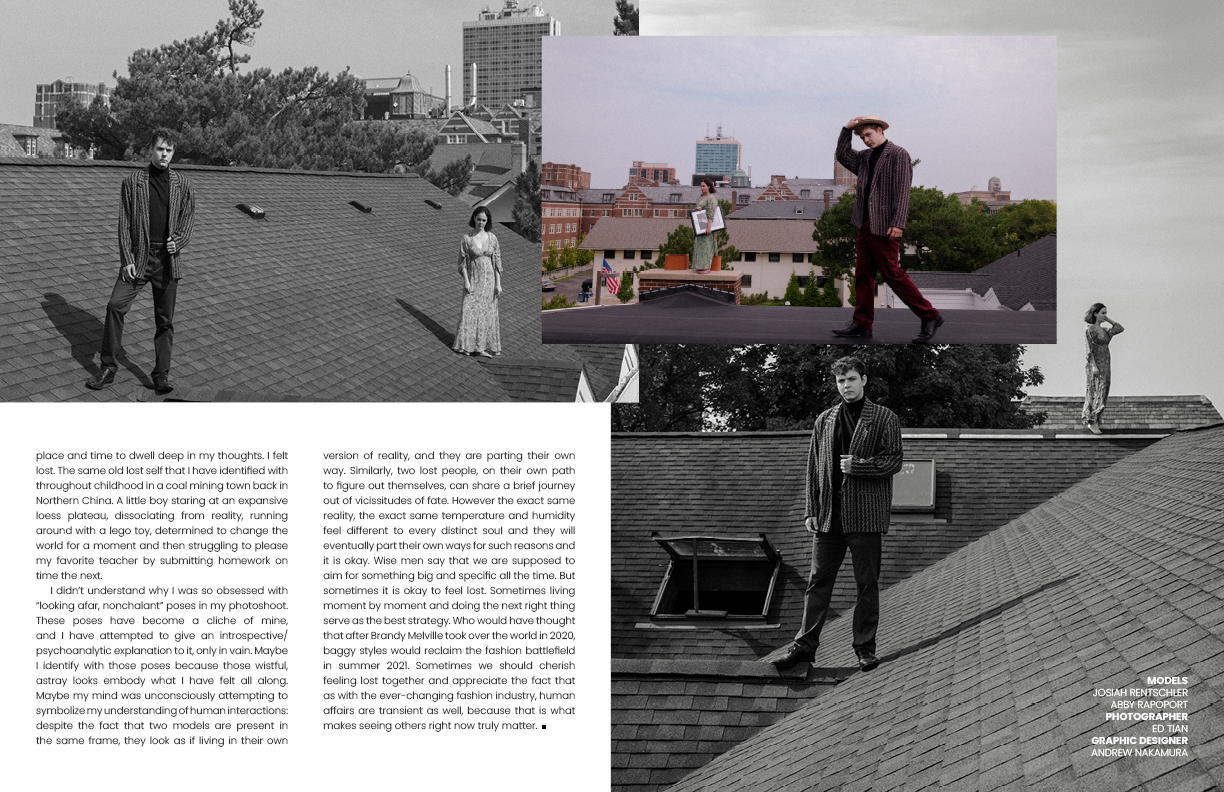 place and time to dwell deep in my thoughts. I felt
lost. The same old lost self that I have identified with
throughout childhood in a coal mining town back in
Northern China. A little boy staring at an expansive
loess plateau, dissociating from reality, running
around with a lego toy, determined to change the
world for a moment and then struggling to please
my favorite teacher by submitting homework on
time the next.
I didn't understand why I was so obsessed with
"looking afar, nonchalant" poses in my photoshoot.
These poses have become a cliche of mine,
and I have attempted to give an introspective/
psychoanalytic explanation to it, only in vain. Maybe
I identify with those poses because those wistful,
astray looks embody what I have felt all along.
Maybe my mind was unconsciously attempting to
symbolize my understanding of human interactions:
despite the fact that two models are present in
the same frame, they look as if living in their own
version of reality, and they are parting their own
way. Similarly, two lost people, on their own path
to figure out themselves, can share a brief journey
out of vicissitudes of fate. However the exact same
reality, the exact same temperature and humidity
feel different to every distinct soul and they will
eventually part their own ways for such reasons and
it is okay. Wise men say that we are supposed to
aim for something big and specific all the time. But
sometimes it is okay to feel lost. Sometimes living
moment by moment and doing the next right thing
serve as the best strategy. Who would have thought
that after Brandy Melville took over the world in 2020,
baggy styles would reclaim the fashion battlefield
in summer 2021. Sometimes we should cherish
feeling lost together and appreciate the fact that
as with the ever-changing fashion industry, human
affairs are transient as well, because that is what
makes seeing others right now truly matter. ■
MODELS
JOSIAH RENTSCHLER
ABBY RAPOPORT
PHOTOGRAPHER
ED TIAN
GRAPHIC DESIGNER
ANDREW NAKAMURA